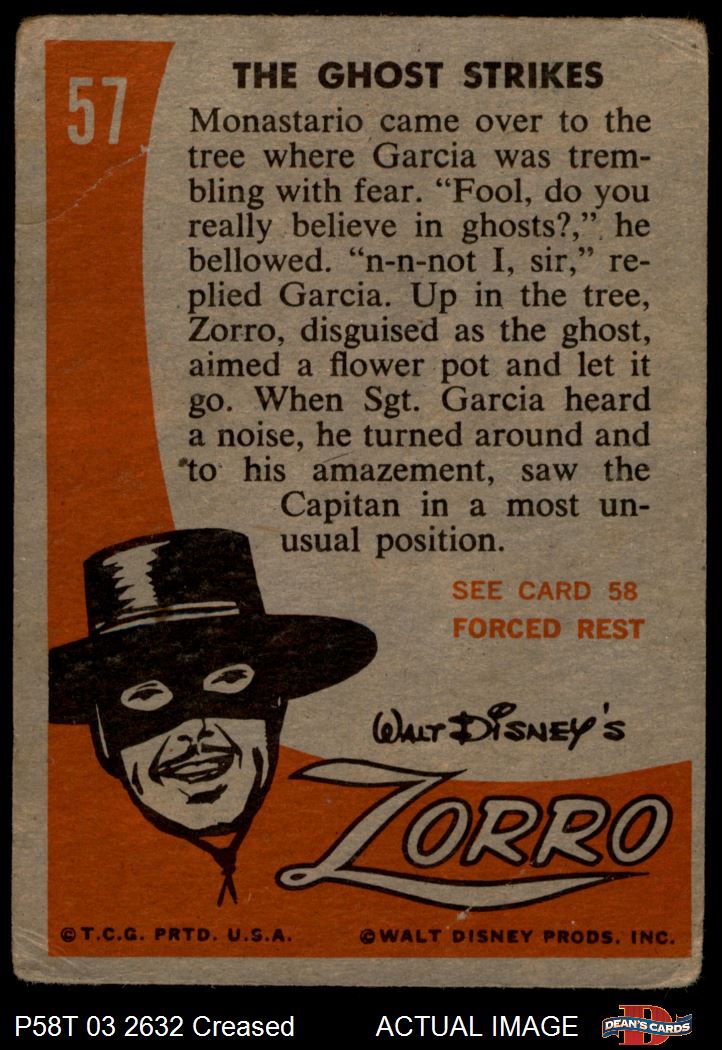 57
THE GHOST STRIKES
Monastario came over to the
tree where Garcia was trem-
bling with fear. “Fool, do you
really believe in ghosts?,” he
bellowed. “n-n-not I, sir,” re-
plied Garcia. Up in the tree,
Zorro, disguised as the ghost,
aimed a flower pot and let it
go. When Sgt. Garcia heard
a noise, he turned around and
to his amazement, saw the
Capitan in a most un-
usual position.
SEE CARD 58
FORCED REST
WALT DISNEY'S
ZORRO
©T.C.G. PRTD. U.S.A.
©WALT DISNEY PRODS. INC.
P58T 03 2632 Creased
ACTUAL IMAGE
D
DEAN'S CARDS